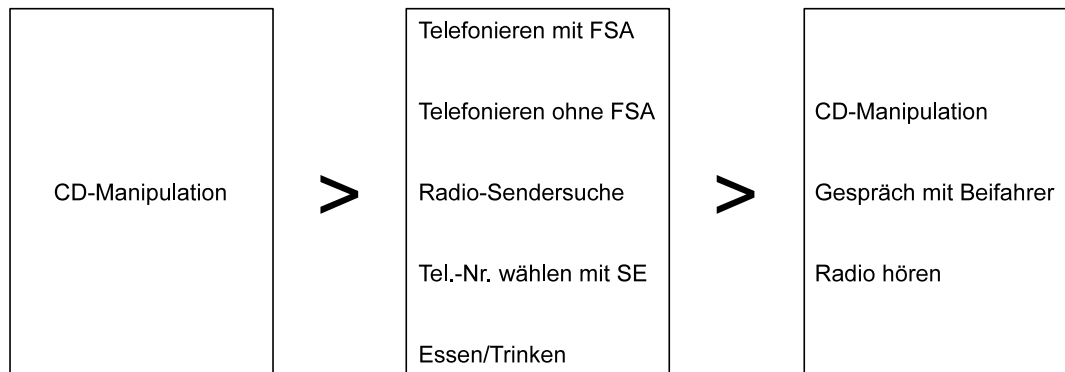 CD-Manipulation
>
Telefonieren mit FSA
Telefonieren ohne FSA
Radio-Sendersuche
Tel.-Nr. wählen mit SE
Essen/Trinken
>
CD-Manipulation
Gespräch mit Beifahrer
Radio hören